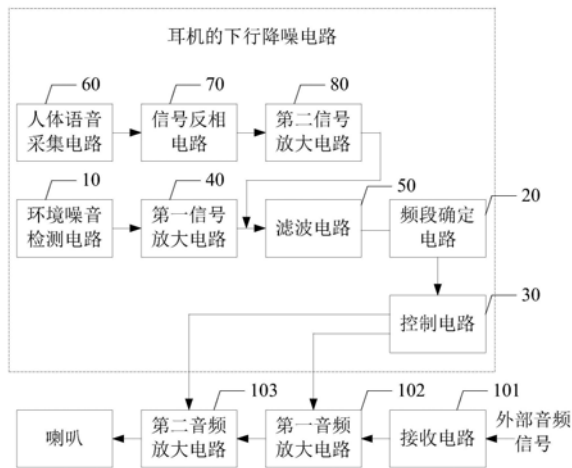 耳机的下行降噪电路
60
70
80
人体语音
采集电路
信号反相
电路
第二信号
放大电路
10
40
50
20
环境噪音
检测电路
第一信号
放大电路
滤波电路
频段确定
电路
30
控制电路
103
102
101
喇叭
第二音频
放大电路
第一音频
放大电路
接收电路
外部音频
信号